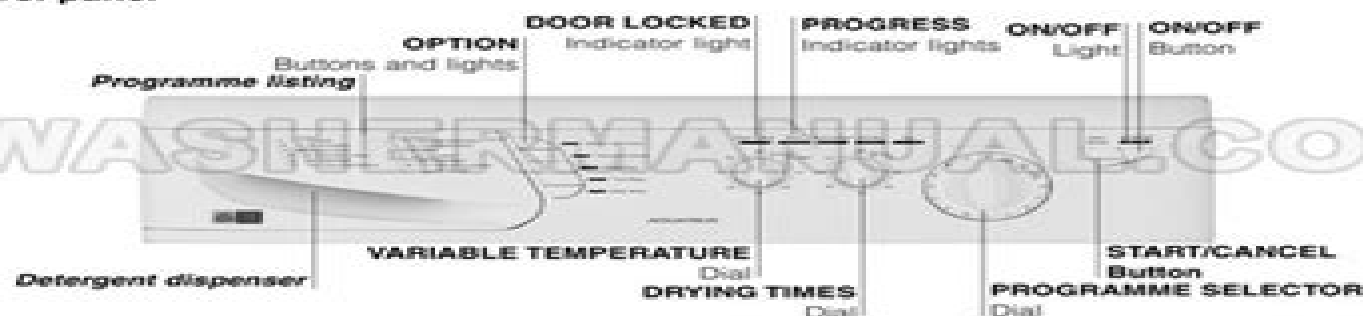 DOOR LOCKED
Indicator light
PROGRESS
Indicator lights
ON/OFF
Light
ON/OFF
Button
OPTION
Buttons and lights
Programme listing
WASHERMANUAL.CO
VARIABLE TEMPERATURE
Dial
START/CANCEL
Button
Detergent dispenser
DRYING TIMES
Dial
PROGRAMME SELECTOR
Dial